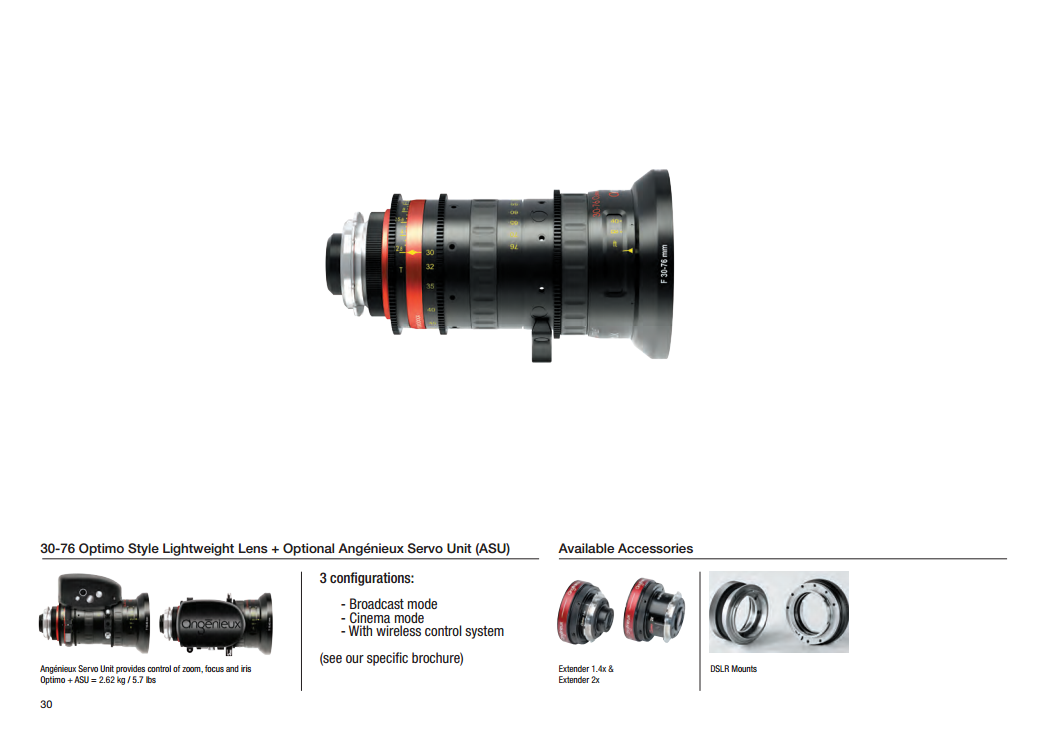 F 30-76 mm
30
32
35
40
76
T
30-76 Optimo Style Lightweight Lens + Optional Angénieux Servo Unit (ASU)
angénieux
Angénieux Servo Unit provides control of zoom, focus and iris
Optimo + ASU = 2.62 kg / 5.7 lbs
3 configurations:
- Broadcast mode
- Cinema mode
- With wireless control system
(see our specific brochure)
Available Accessories
Extender 1.4x &
Extender 2x
DSLR Mounts
30